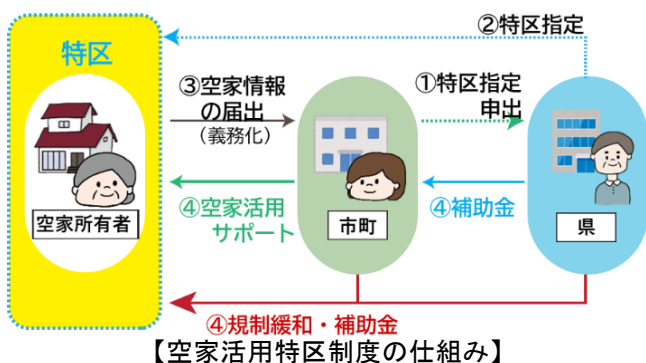 ②特区指定
特区
③空家情報
の届出
（義務化）
①特区指定
申出
④空家活用
サポート
④補助金
空家所有者
市町
県
④規制緩和・補助金
【空家活用特区制度の仕組み】